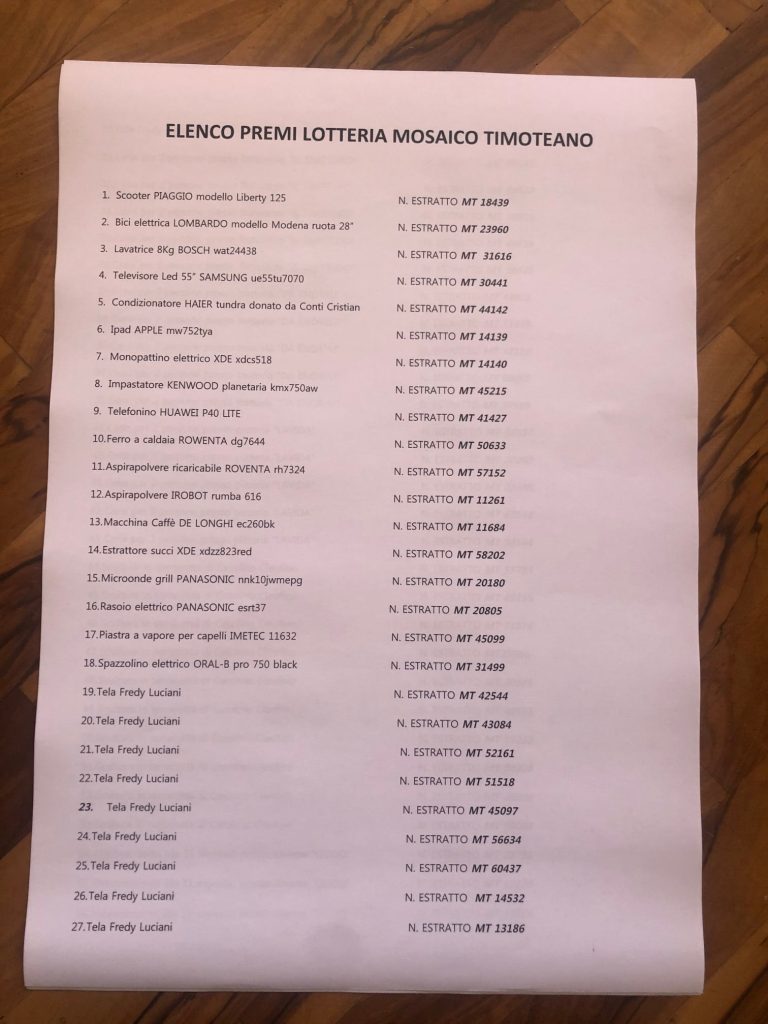 ELENCO PREMI LOTTERIA MOSAICO TIMOTEANO
1. Scooter PIAGGIO modello Liberty 125 N. ESTRATTO MT 18439
2. Bici elettrica LOMBARDO modello Modena ruota 28" N. ESTRATTO MT 23960
3. Lavatrice 8Kg BOSCH wat24438 N. ESTRATTO MT 31616
4. Televisore Led 55" SAMSUNG ue55tu7070 N. ESTRATTO MT 30441
5. Condizionatore HAIER tundra donato da Conti Cristian N. ESTRATTO MT 44142
6. Ipad APPLE mw752tya N. ESTRATTO MT 14139
7. Monopattino elettrico XDE xdcs518 N. ESTRATTO MT 14140
8. Impastatore KENWOOD planetaria kmx750aw N. ESTRATTO MT 45215
9. Telefonino HUAWEI P40 LITE N. ESTRATTO MT 41427
10.Ferro a caldaia ROWENTA dg7644 N. ESTRATTO MT 50633
11.Aspirapolvere ricaricabile ROVENTA rh7324 N. ESTRATTO MT 57152
12.Aspirapolvere IROBOT rumba 616 N. ESTRATTO MT 11261
13.Macchina Caffè DE LONGHI ec260bk N. ESTRATTO MT 11684
14.Estrattore succi XDE xdzz823red N. ESTRATTO MT 58202
15.Microonde grill PANASONIC nnk10jwmepg N. ESTRATTO MT 20180
16.Rasoio elettrico PANASONIC esrt37 N. ESTRATTO MT 20805
17.Piastra a vapore per capelli IMETEC 11632 N. ESTRATTO MT 45099
18.Spazzolino elettrico ORAL-B pro 750 black N. ESTRATTO MT 31499
19.Tela Fredy Luciani N. ESTRATTO MT 42544
20.Tela Fredy Luciani N. ESTRATTO MT 43084
21.Tela Fredy Luciani N. ESTRATTO MT 52161
22.Tela Fredy Luciani N. ESTRATTO MT 51518
23. Tela Fredy Luciani N. ESTRATTO MT 45097
24.Tela Fredy Luciani N. ESTRATTO MT 56634
25.Tela Fredy Luciani N. ESTRATTO MT 60437
26.Tela Fredy Luciani N. ESTRATTO MT 14532
27.Tela Fredy Luciani N. ESTRATTO MT 13186